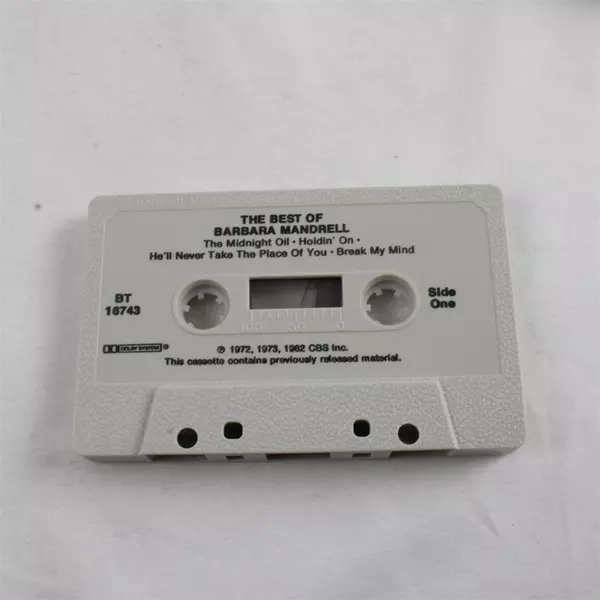 THE BEST OF
BARBARA MANDRELL
The Midnight Oil • Holdin' On •
He'll Never Take The Place Of You • Break My Mind
BT
16743
Side
One
100 50 0
DOLBY SYSTEM ®
℗ 1972, 1973, 1982 CBS Inc.
This cassette contains previously released material.